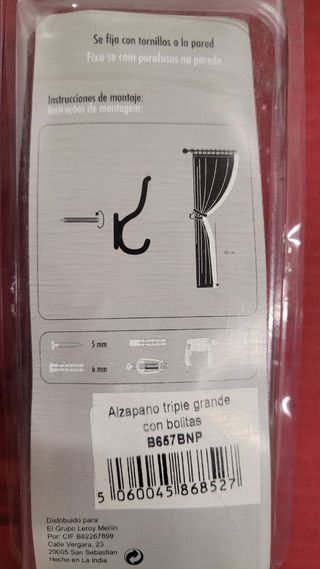 Se fija con tornillos a la pared
Fixa-se com parafusos na parede
Instrucciones de montaje:
Instruções de montagem:
5 mm
6 mm
Alzapano triple grande
con bolitas
B657BNP
5 060045 868527
Distribuido para
El Grupo Leroy Merlin
Por: CIF B82267899
Calle Vergara, 23
20005 San Sebastian
Hecho en La India